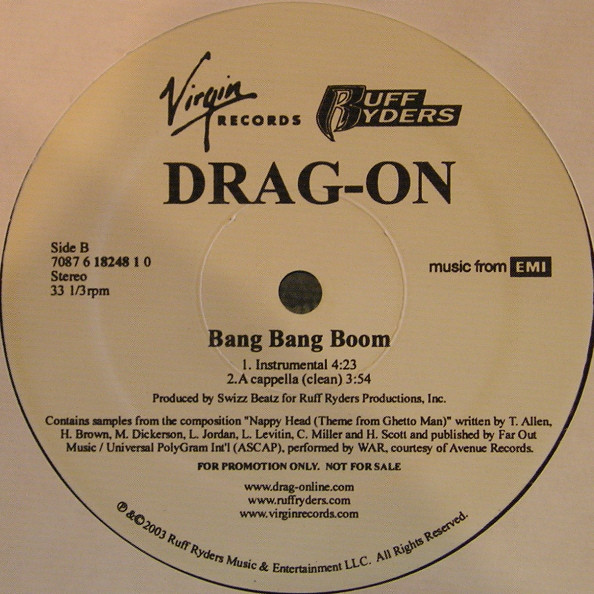 Virgin RECORDS
RUFF RYDERS
DRAG-ON
Side B
7087 6 18248 1 0
Stereo
33 1/3rpm
music from EMI
Bang Bang Boom
1. Instrumental 4:23
2.A cappella (clean) 3:54
Produced by Swizz Beatz for Ruff Ryders Productions, Inc.
Contains samples from the composition "Nappy Head (Theme from Ghetto Man)" written by T. Allen,
H. Brown, M. Dickerson, L. Jordan, L. Levitin, C. Miller and H. Scott and published by Far Out
Music / Universal PolyGram Int'l (ASCAP), performed by WAR, courtesy of Avenue Records.
FOR PROMOTION ONLY. NOT FOR SALE
www.drag-online.com
www.ruffryders.com
www.virginrecords.com
℗ &© 2003 Ruff Ryders Music & Entertainment LLC. All Rights Reserved.